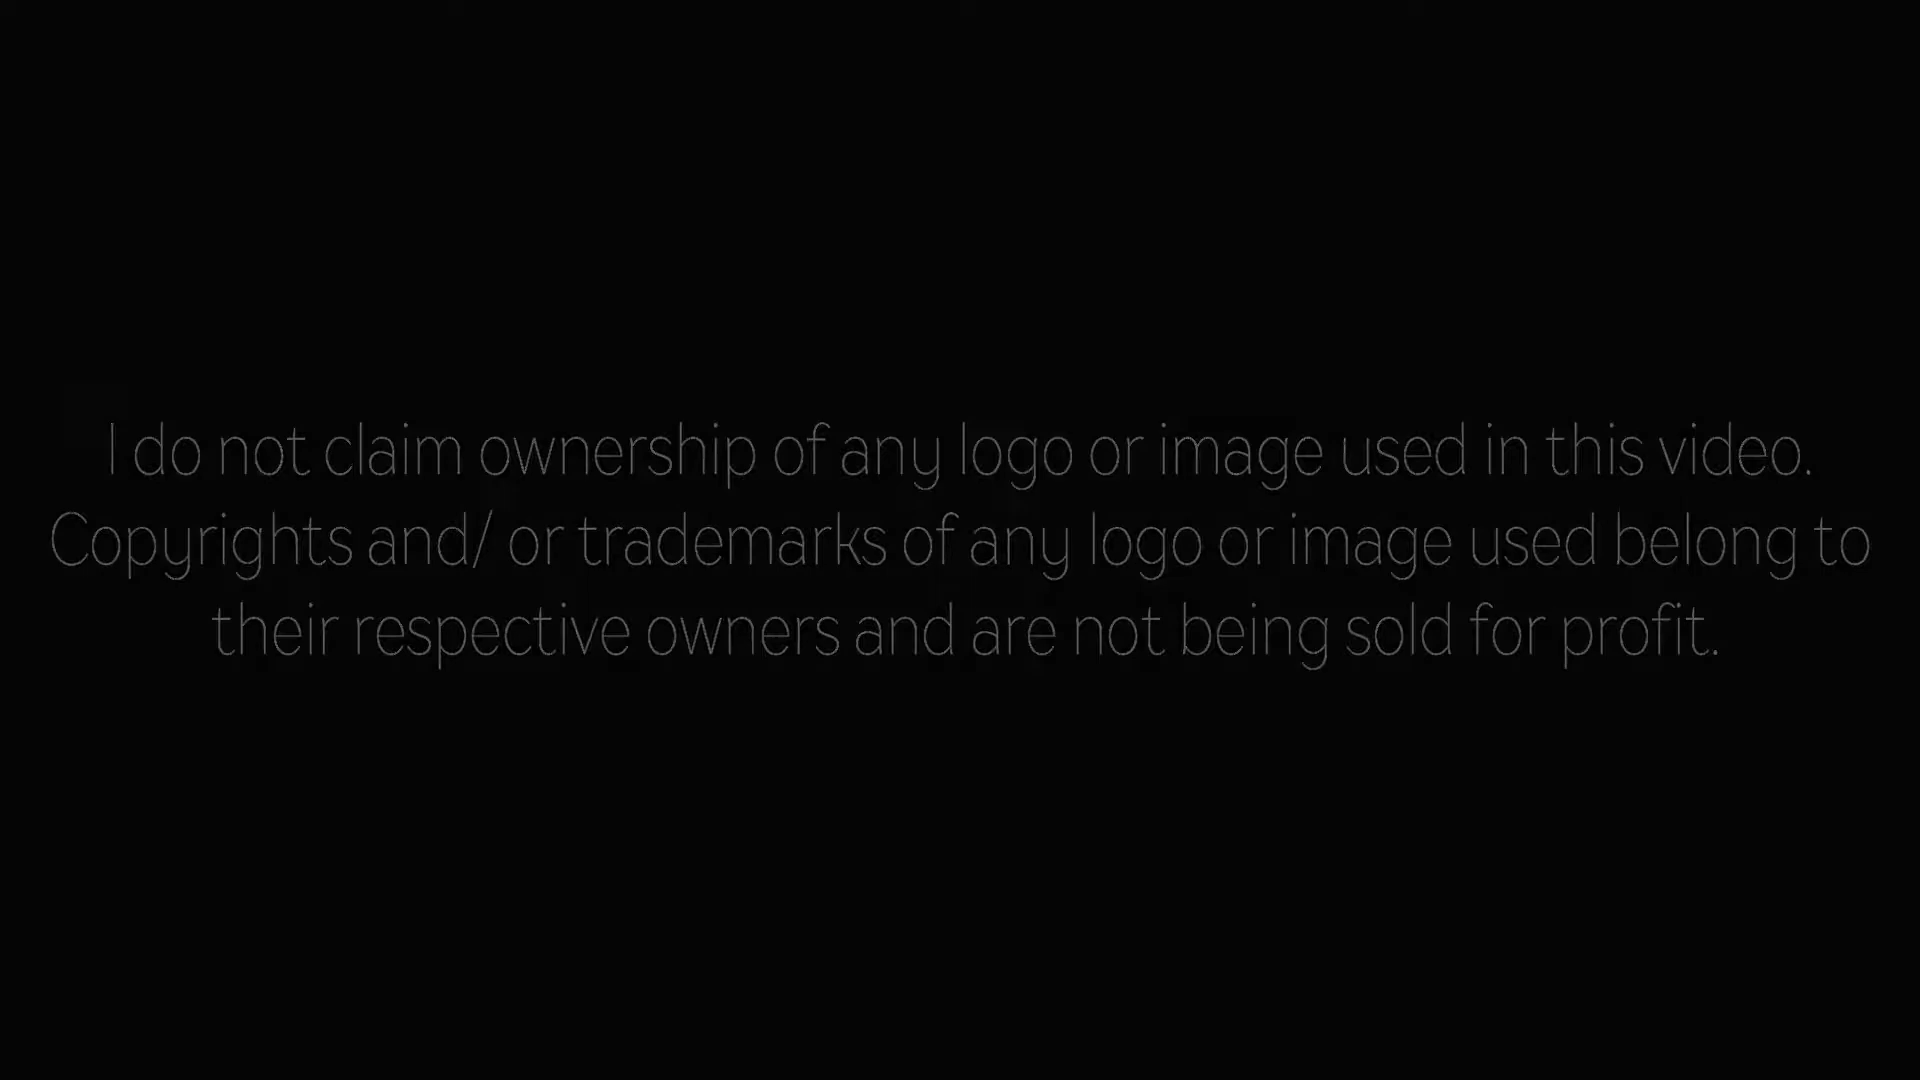 I do not claim ownership of any logo or image used in this video.
Copyrights and/ or trademarks of any logo or image used belong to
their respective owners and are not being sold for profit.